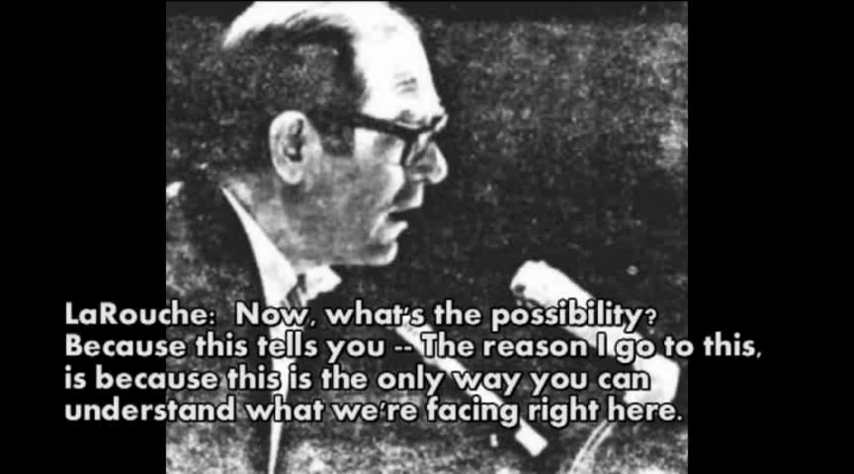 LaRouche: Now, what's the possibility?
Because this tells you -- The reason I go to this,
is because this is the only way you can
understand what we're facing right here.